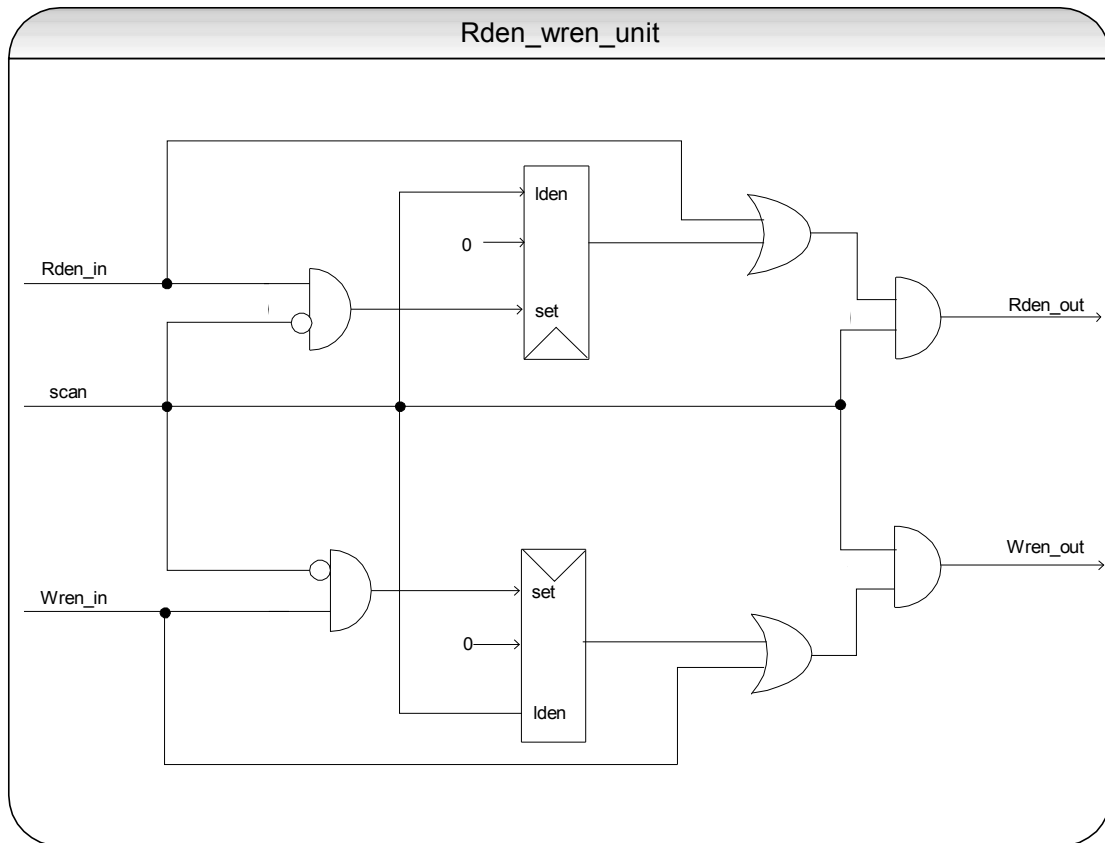 Rden_wren_unit
lden
0
Rden_in
set
Rden_out
scan
Wren_out
set
Wren_in
0
lden